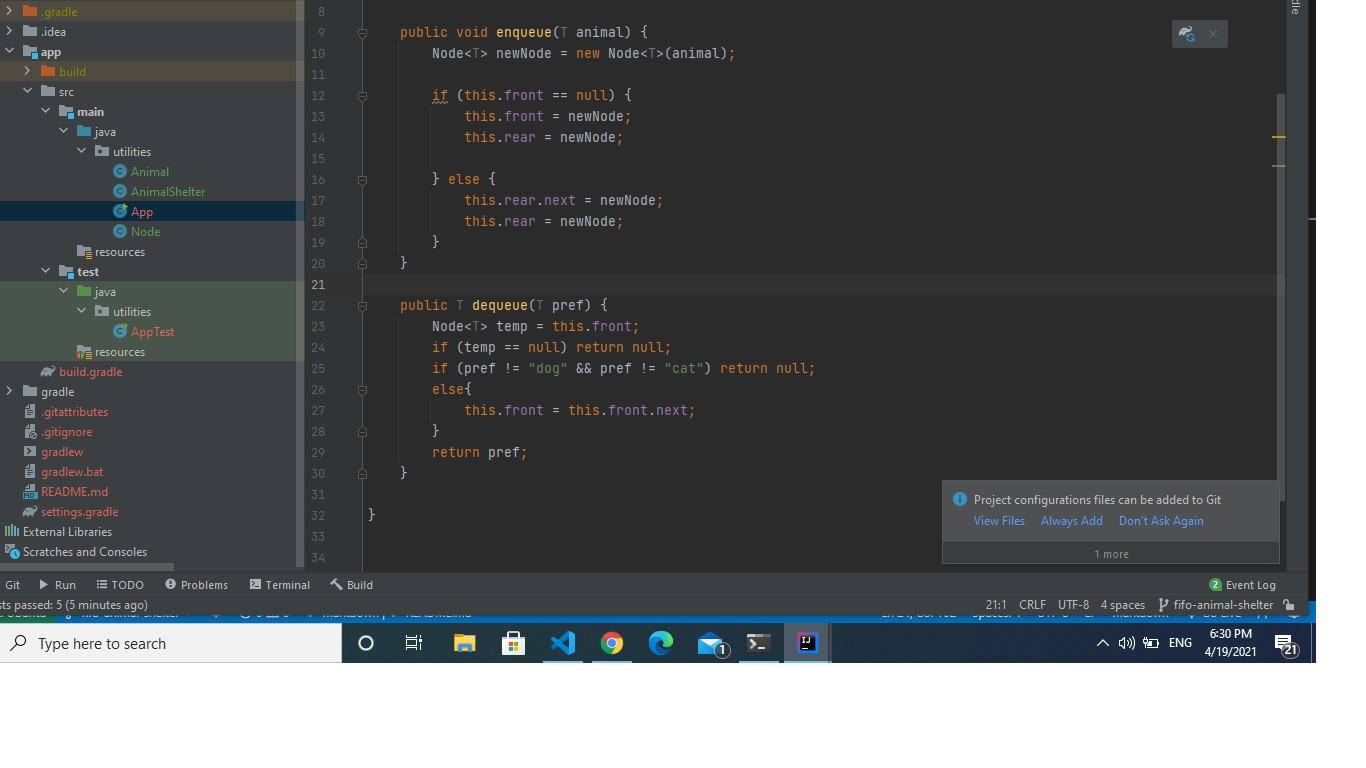 .gradle
.idea
app
build
src
main
java
utilities
Animal
AnimalShelter
App
Node
resources
test
java
utilities
AppTest
resources
build.gradle
gradle
.gitattributes
.gitignore
gradlew
gradlew.bat
README.md
settings.gradle
External Libraries
Scratches and Consoles
8
9 public void enqueue(T animal) {
10 Node<T> newNode = new Node<T>(animal);
11
12 if (this.front == null) {
13 this.front = newNode;
14 this.rear = newNode;
15
16 } else {
17 this.rear.next = newNode;
18 this.rear = newNode;
19 }
20 }
21
22 public T dequeue(T pref) {
23 Node<T> temp = this.front;
24 if (temp == null) return null;
25 if (pref != "dog" && pref != "cat") return null;
26 else{
27 this.front = this.front.next;
28 }
29 return pref;
30 }
31
32 }
33
34
Project configurations files can be added to Git
View Files Always Add Don't Ask Again
1 more
Git Run TODO Problems Terminal Build 2 Event Log
sts passed: 5 (5 minutes ago) 21:1 CRLF UTF-8 4 spaces fifo-animal-shelter
Type here to search 1 ENG 6:30 PM
4/19/2021 21